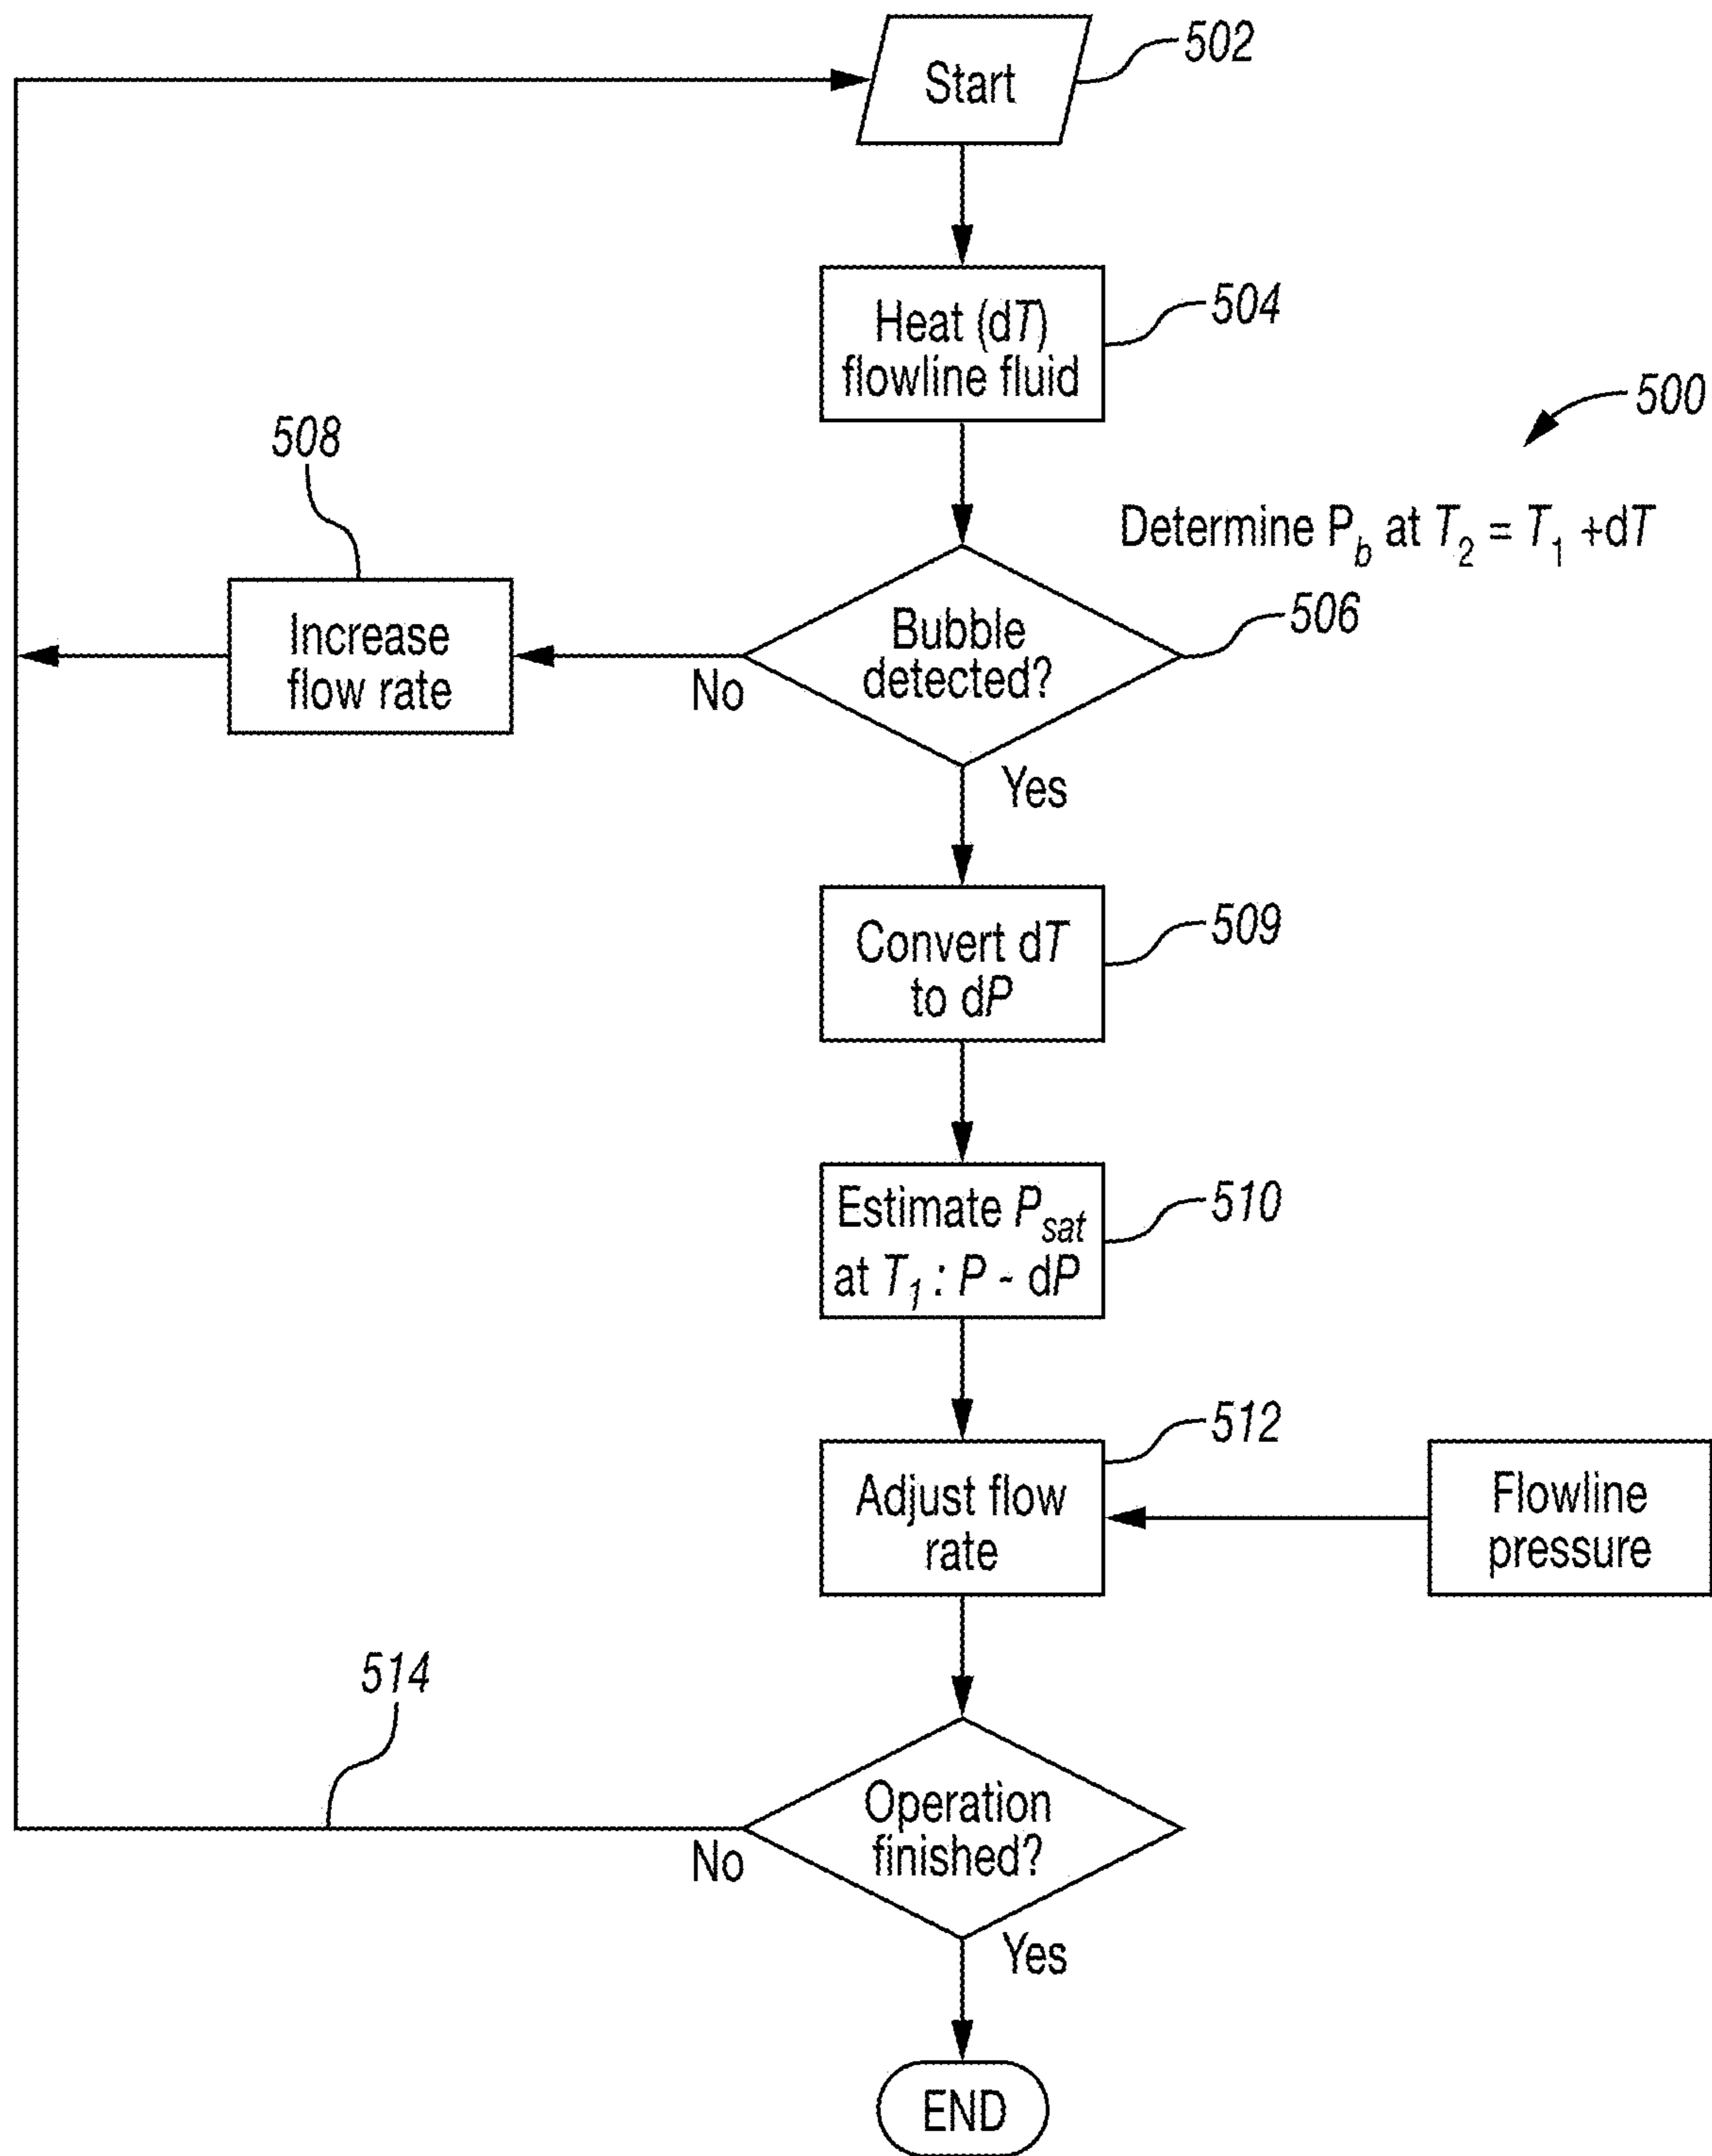 Start
502
Heat (dT)
flowline fluid
504
500
Determine P_b at T_2 = T_1 +dT
508
Increase
flow rate
Bubble
detected?
506
No
Yes
Convert dT
to dP
509
Estimate P_sat
at T_1 : P - dP
510
Adjust flow
rate
512
Flowline
pressure
514
Operation
finished?
No
Yes
END